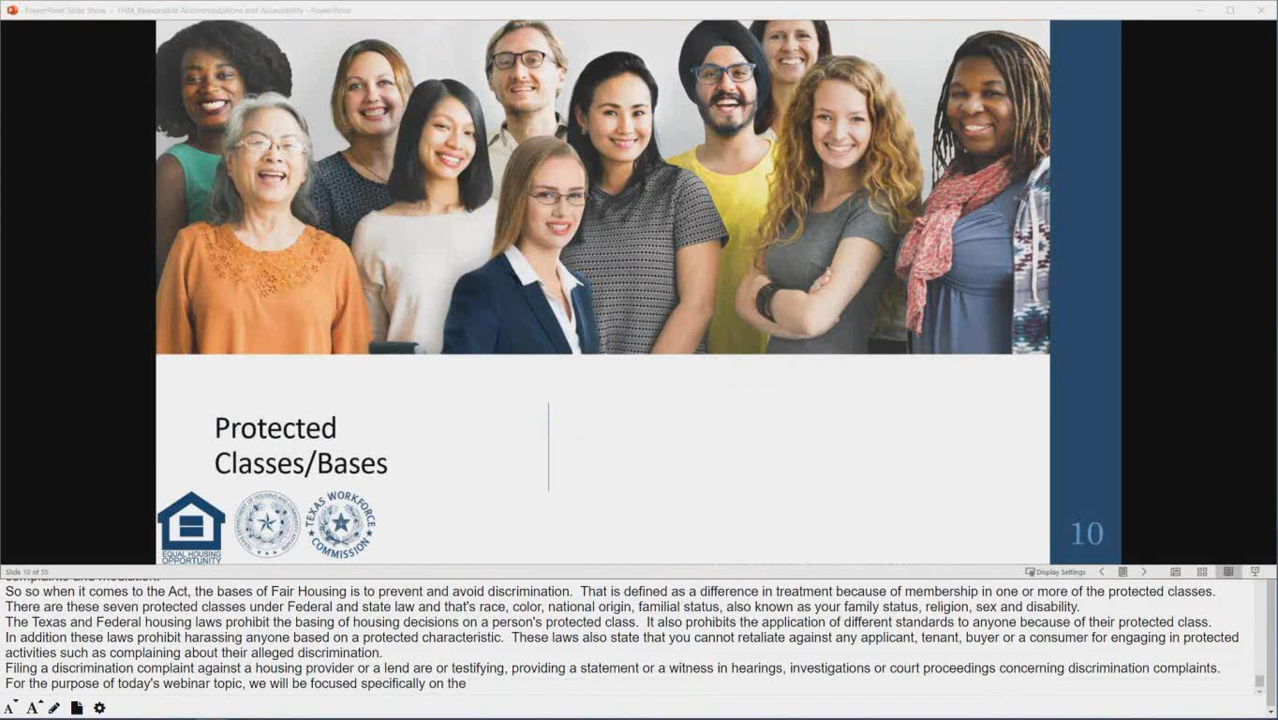 PowerPoint Slide Show - FHM_Reasonable Accommodations and Accessibility - PowerPoint
Protected
Classes/Bases
EQUAL HOUSING
OPPORTUNITY
TEXAS WORKFORCE
COMMISSION
10
Slide 10 of 55
Display Settings
complaints and mediation.
So so when it comes to the Act, the bases of Fair Housing is to prevent and avoid discrimination.  That is defined as a difference in treatment because of membership in one or more of the protected classes.
There are these seven protected classes under Federal and state law and that's race, color, national origin, familial status, also known as your family status, religion, sex and disability.
The Texas and Federal housing laws prohibit the basing of housing decisions on a person's protected class.  It also prohibits the application of different standards to anyone because of their protected class.
In addition these laws prohibit harassing anyone based on a protected characteristic.  These laws also state that you cannot retaliate against any applicant, tenant, buyer or a consumer for engaging in protected
activities such as complaining about their alleged discrimination.
Filing a discrimination complaint against a housing provider or a lend are or testifying, providing a statement or a witness in hearings, investigations or court proceedings concerning discrimination complaints.
For the purpose of today's webinar topic, we will be focused specifically on the
A A